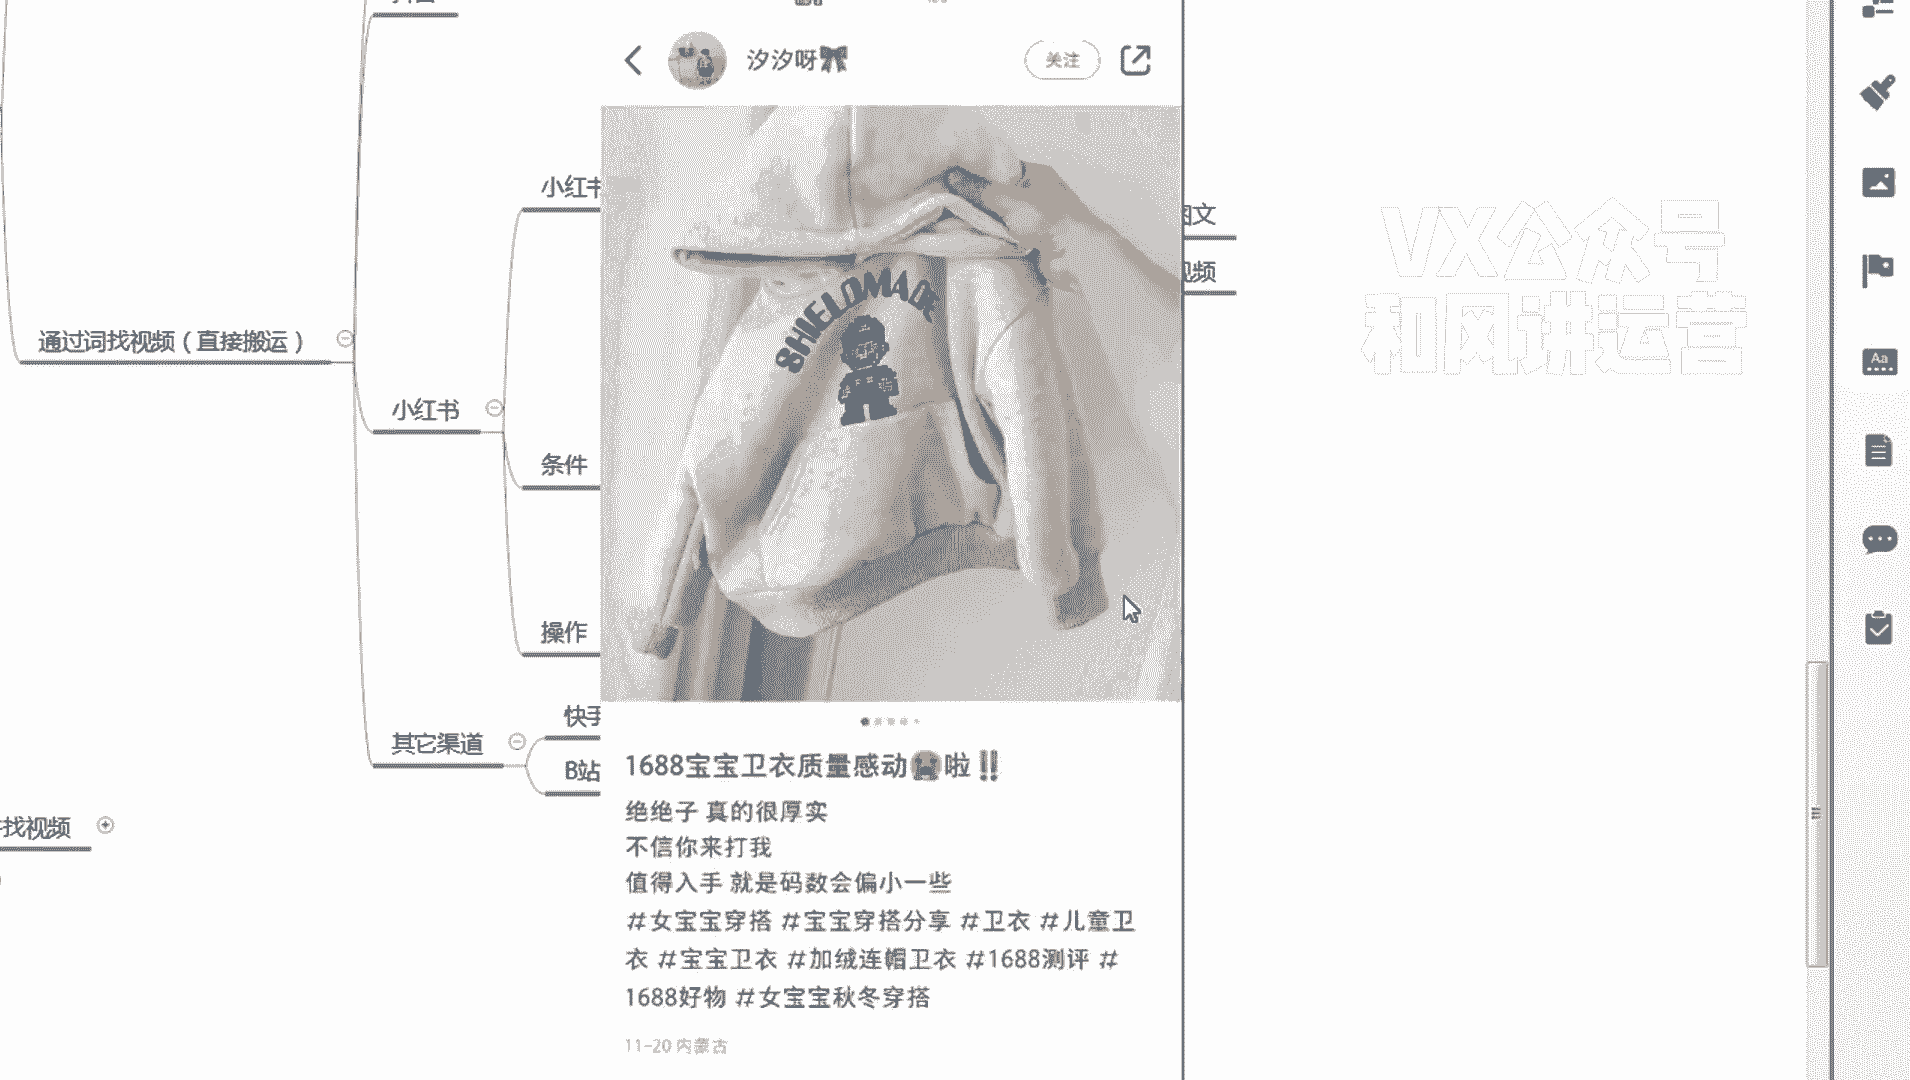 汐汐呀
关注
小红
图文
视频
VX公众号
和风讲运营
SHIELOMADE
通过词找视频（直接搬运）
小红书
条件
操作
快手
其它渠道
B站
找视频
1688宝宝卫衣质量感动😭啦‼️
绝绝子 真的很厚实
不信你来打我
值得入手 就是码数会偏小一些
#女宝宝穿搭 #宝宝穿搭分享 #卫衣 #儿童卫
衣 #宝宝卫衣 #加绒连帽卫衣 #1688测评 #
1688好物 #女宝宝秋冬穿搭
11-20 内蒙古
Aa